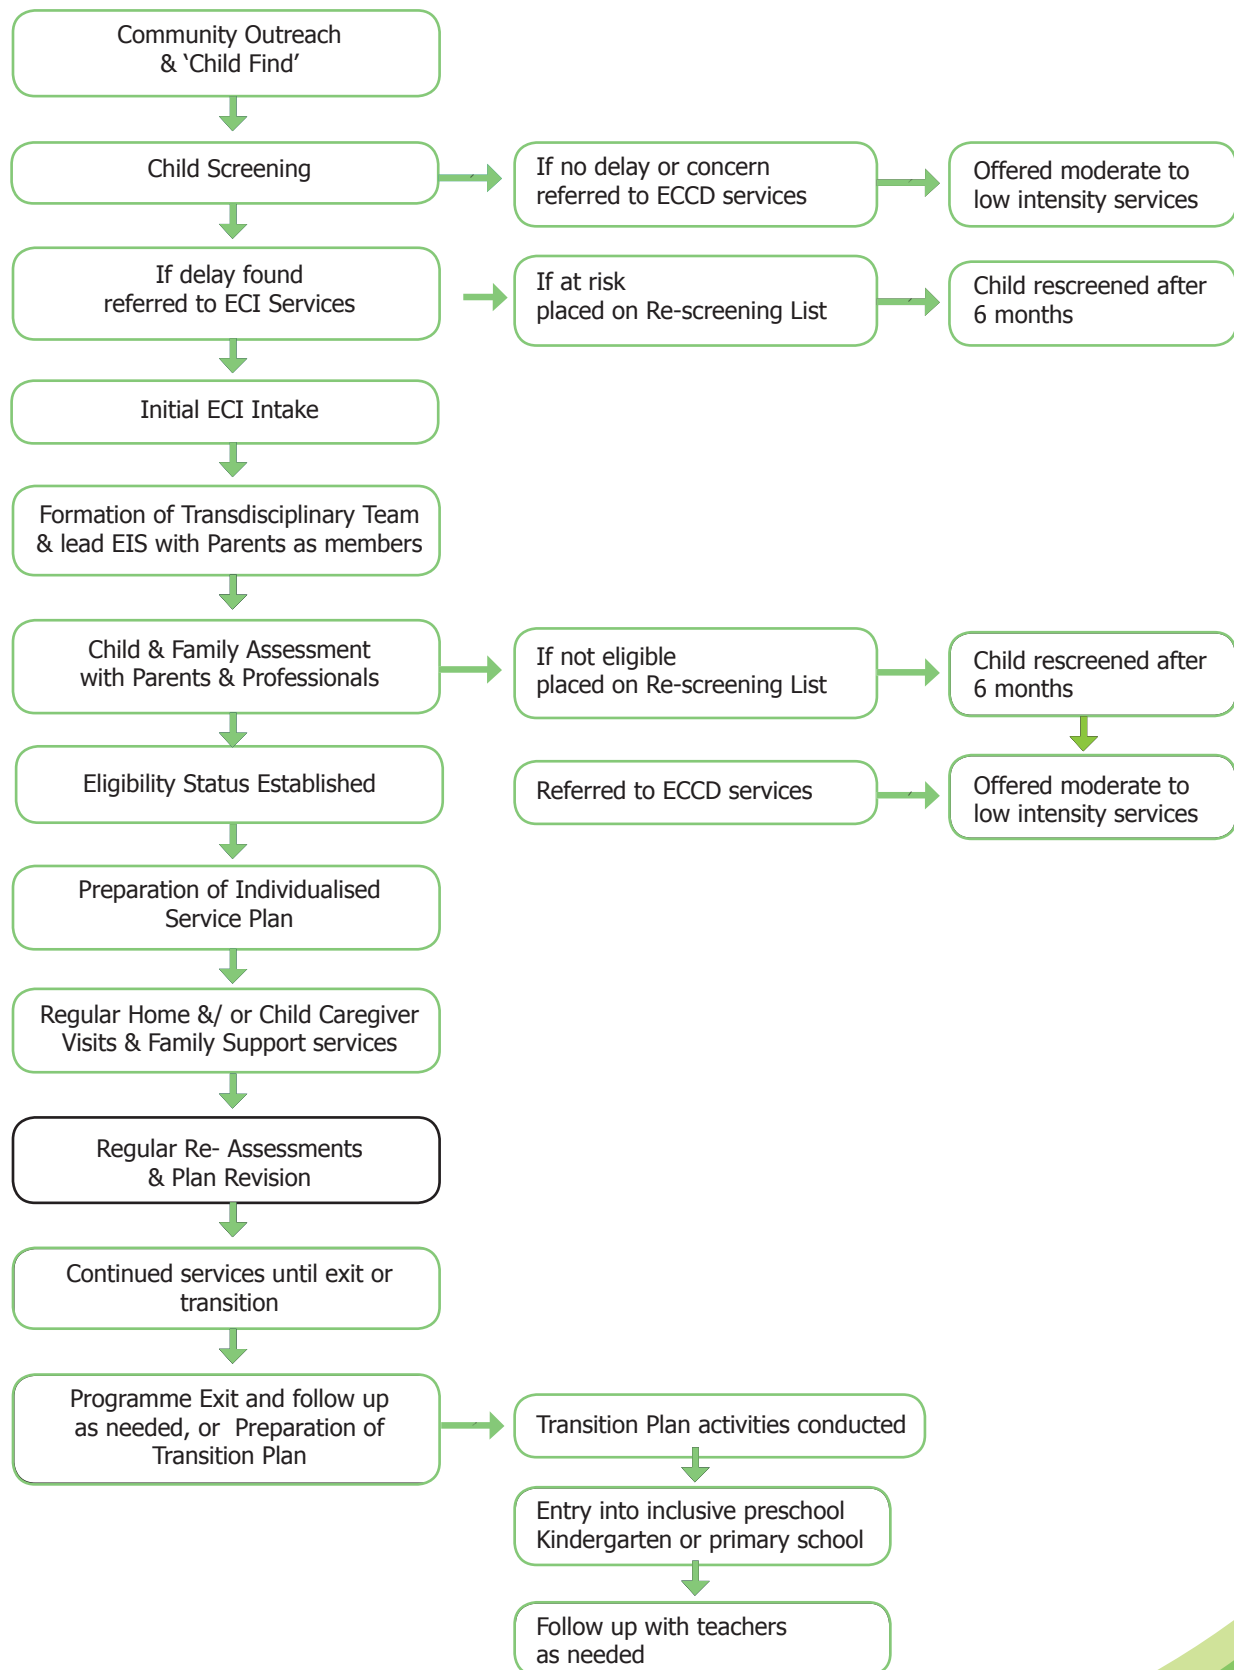 Community Outreach
& ‘Child Find’
Child Screening
If no delay or concern
referred to ECCD services
Offered moderate to
low intensity services
If delay found
referred to ECI Services
If at risk
placed on Re-screening List
Child rescreened after
6 months
Initial ECI Intake
Formation of Transdisciplinary Team
& lead EIS with Parents as members
Child & Family Assessment
with Parents & Professionals
If not eligible
placed on Re-screening List
Child rescreened after
6 months
Eligibility Status Established
Referred to ECCD services
Offered moderate to
low intensity services
Preparation of Individualised
Service Plan
Regular Home &/ or Child Caregiver
Visits & Family Support services
Regular Re- Assessments
& Plan Revision
Continued services until exit or
transition
Programme Exit and follow up
as needed, or Preparation of
Transition Plan
Transition Plan activities conducted
Entry into inclusive preschool
Kindergarten or primary school
Follow up with teachers
as needed